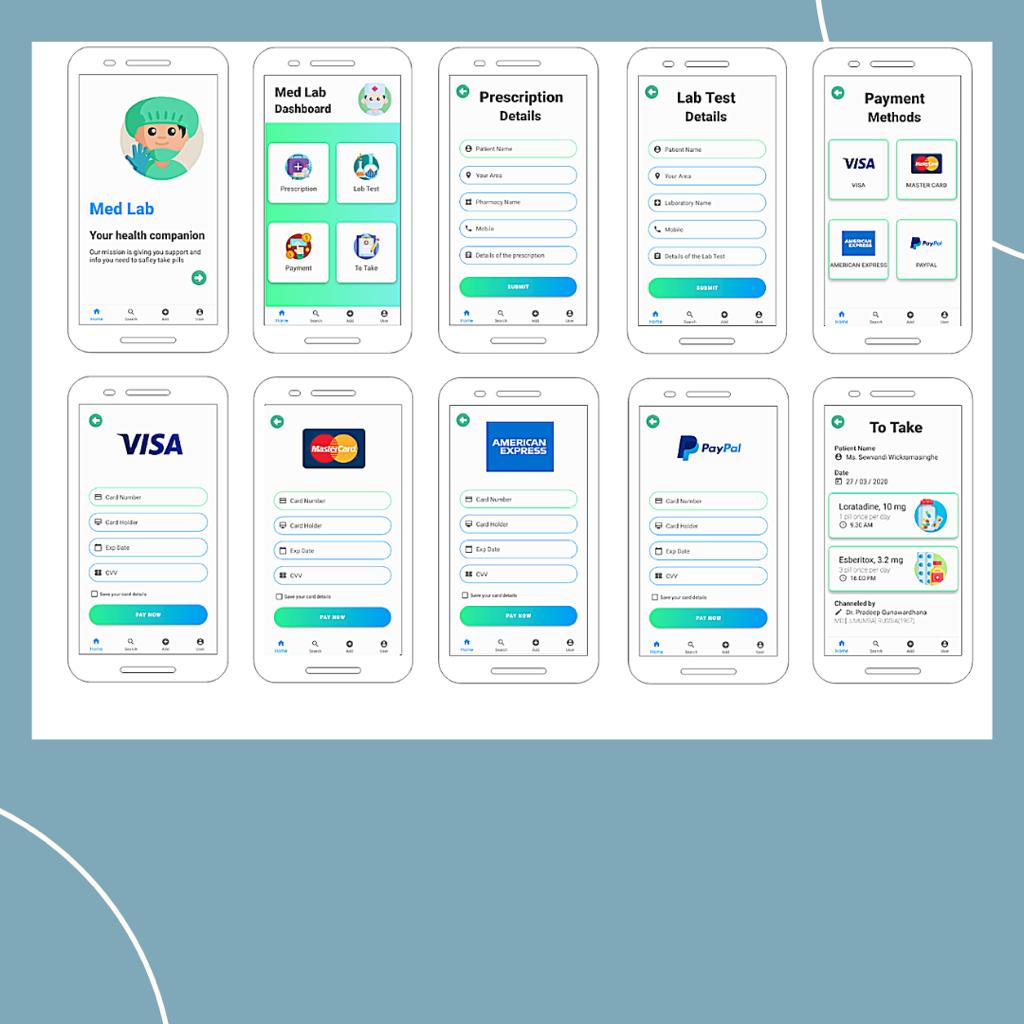 Med Lab
Your health companion
Our mission is giving you support and
info you need to safley take pills
Home
Search
Add
User
Med Lab
Dashboard
Prescription
Lab Test
Payment
To Take
Home
Search
Add
User
Prescription
Details
Patient Name
Your Area
Pharmacy Name
Mobile
Details of the prescription
SUBMIT
Home
Search
Add
User
Lab Test
Details
Patient Name
Your Area
Laboratory Name
Mobile
Details of the Lab Test
SUBMIT
Home
Search
Add
User
Payment
Methods
VISA
VISA
MasterCard
MASTER CARD
AMERICAN
EXPRESS
AMERICAN EXPRESS
PayPal
PAYPAL
Home
Search
Add
User
VISA
Card Number
Card Holder
Exp Date
CVV
Save your card details
PAY NOW
Home
Search
Add
User
MasterCard
Card Number
Card Holder
Exp Date
CVV
Save your card details
PAY NOW
Home
Search
Add
User
AMERICAN
EXPRESS
Card Number
Card Holder
Exp Date
CVV
Save your card details
PAY NOW
Home
Search
Add
User
PayPal
Card Number
Card Holder
Exp Date
CVV
Save your card details
PAY NOW
Home
Search
Add
User
To Take
Patient Name
Ms. Sewvandi Wickramasinghe
Date
27 / 03 / 2020
Loratadine, 10 mg
1 pil once per day
9.30 AM
Esberitox, 3.2 mg
3 pil once per day
16:00 PM
Channeled by
Dr. Pradeep Gunawardhana
RUSSIA(1967)
Home
Search
Add
User